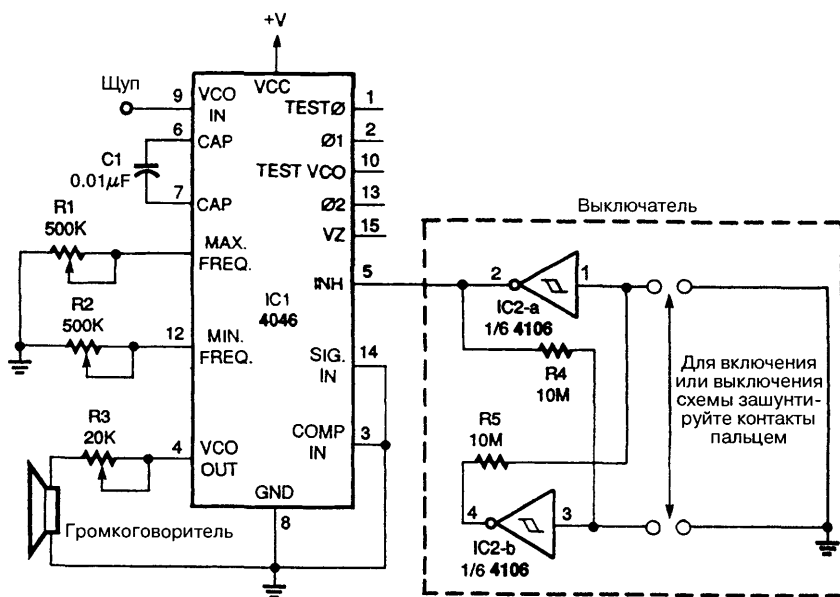 +V
Щуп
9
VCO
IN
VCC
TESTØ
1
6
CAP
Ø1
2
C1
0.01µF
TEST VCO
10
7
CAP
Ø2
13
VZ
15
Выключатель
R1
500K
MAX.
FREQ.
INH
5
2
1
IC1
4046
IC2-a
1/6 4106
R2
500K
12
MIN.
FREQ.
SIG.
IN
14
R4
10M
Для включения
или выключения
схемы зашунти-
руйте контакты
пальцем
R3
20K
4
VCO
OUT
COMP
IN
3
R5
10M
GND
8
4
3
Громкоговоритель
IC2-b
1/6 4106